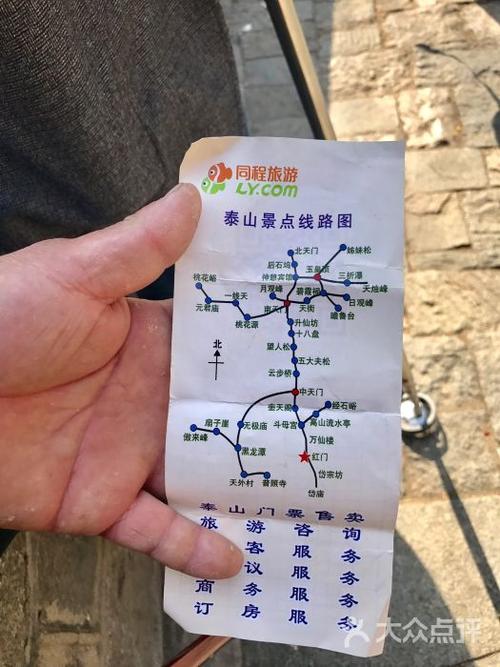 同程旅游
LY.COM
泰山景点线路图
北天门
姊妹松
后石坞
玉皇顶
神憩宾馆
三折瀑
桃花峪
月观峰
碧霞祠
天烛峰
一线天
日观峰
元君庙
南天门
天街
瞻鲁台
桃花源
升仙坊
十八盘
北
望人松
五大夫松
云步桥
中天门
壶天阁
经石峪
扇子崖
无极庙
斗母宫
高山流水亭
傲来峰
万仙楼
黑龙潭
红门
天外村
普照寺
岱宗坊
岱庙
泰山门票售卖
旅游咨询
客服务
议服务
商务服务
订房服务
大众点评